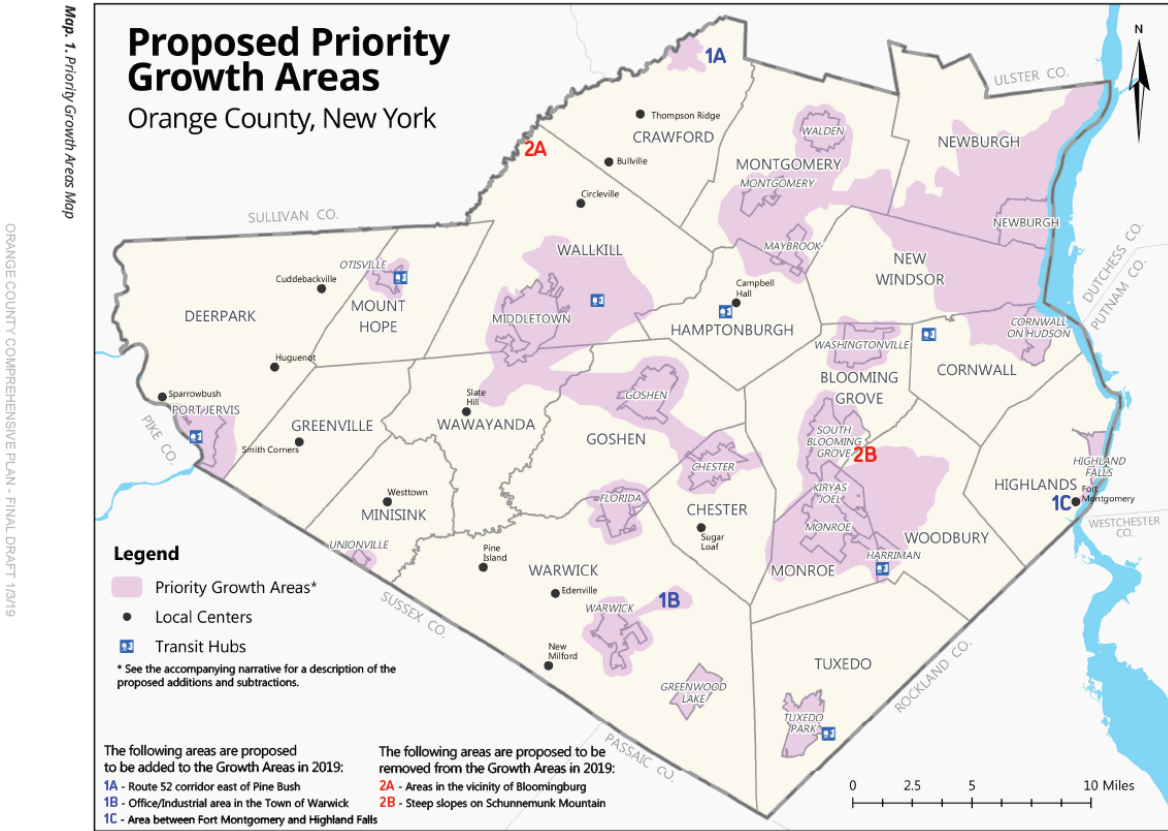 Map. 1. Priority Growth Areas Map
ORANGE COUNTY COMPREHENSIVE PLAN - FINAL DRAFT 1/3/19
Proposed Priority
Growth Areas
Orange County, New York
N
ULSTER CO.
SULLIVAN CO.
DUTCHESS CO.
PUTNAM CO.
WESTCHESTER
CO.
ROCKLAND CO.
PASSAIC CO.
SUSSEX CO.
PIKE CO.
1A
Thompson Ridge
CRAWFORD
2A
Bullville
Circleville
WALDEN
MONTGOMERY
MONTGOMERY
MAYBROOK
NEWBURGH
NEWBURGH
WALLKILL
MIDDLETOWN
NEW
WINDSOR
OTISVILLE
MOUNT
HOPE
Cuddebackville
DEERPARK
Huguenot
Sparrowbush
PORT JERVIS
Campbell
Hall
HAMPTONBURGH
WASHINGTONVILLE
BLOOMING
GROVE
CORNWALL
ON HUDSON
CORNWALL
GREENVILLE
Smith Corners
Slate
Hill
WAWAYANDA
GOSHEN
GOSHEN
SOUTH
BLOOMING
GROVE
2B
CHESTER
CHESTER
Sugar
Loaf
KIRYAS
JOEL
MONROE
MONROE
HARRIMAN
WOODBURY
HIGHLAND
FALLS
HIGHLANDS
Fort
Montgomery
1C
Westtown
MINISINK
UNIONVILLE
FLORIDA
Pine
Island
WARWICK
Edenville
WARWICK
1B
New
Milford
GREENWOOD
LAKE
TUXEDO
TUXEDO
PARK
Legend
Priority Growth Areas*
Local Centers
Transit Hubs
* See the accompanying narrative for a description of the
proposed additions and subtractions.
The following areas are proposed
to be added to the Growth Areas in 2019:
1A - Route 52 corridor east of Pine Bush
1B - Office/Industrial area in the Town of Warwick
1C - Area between Fort Montgomery and Highland Falls
The following areas are proposed to be
removed from the Growth Areas in 2019:
2A - Areas in the vicinity of Bloomingburg
2B - Steep slopes on Schunnemunk Mountain
0 2.5 5 10 Miles